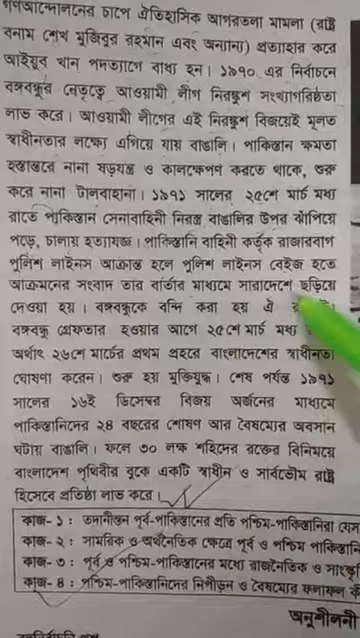 গণআন্দোলনের চাপে ঐতিহাসিক আগরতলা মামলা (রাষ্ট্র
বনাম শেখ মুজিবুর রহমান এবং অন্যান্য) প্রত্যাহার করে
আইয়ুব খান পদত্যাগে বাধ্য হন। ১৯৭০ এর নির্বাচনে
বঙ্গবন্ধুর নেতৃত্বে আওয়ামী লীগ নিরঙ্কুশ সংখ্যাগরিষ্ঠতা
লাভ করে। আওয়ামী লীগের এই নিরঙ্কুশ বিজয়েই মূলত
স্বাধীনতার লক্ষ্যে এগিয়ে যায় বাঙালি। পাকিস্তান ক্ষমতা
হস্তান্তরে নানা ষড়যন্ত্র ও কালক্ষেপণ করতে থাকে, শুরু
করে নানা টালবাহানা। ১৯৭১ সালের ২৫শে মার্চ মধ্য
রাতে পাকিস্তান সেনাবাহিনী নিরস্ত্র বাঙালির উপর ঝাঁপিয়ে
পড়ে, চালায় হত্যাযজ্ঞ। পাকিস্তানি বাহিনী কর্তৃক রাজারবাগ
পুলিশ লাইনস আক্রান্ত হলে পুলিশ লাইনস বেইজ হতে
আক্রমনের সংবাদ তার বার্তার মাধ্যমে সারাদেশে ছড়িয়ে
দেওয়া হয়। বঙ্গবন্ধুকে বন্দি করা হয় ঐ
বঙ্গবন্ধু গ্রেফতার হওয়ার আগে ২৫শে মার্চ মধ্য
অর্থাৎ ২৬শে মার্চের প্রথম প্রহরে বাংলাদেশের স্বাধীনতা
ঘোষণা করেন। শুরু হয় মুক্তিযুদ্ধ। শেষ পর্যন্ত ১৯৭১
সালের ১৬ই ডিসেম্বর বিজয় অর্জনের মাধ্যমে
পাকিস্তানিদের ২৪ বছরের শোষণ আর বৈষম্যের অবসান
ঘটায় বাঙালি। ফলে ৩০ লক্ষ শহিদের রক্তের বিনিময়ে
বাংলাদেশ পৃথিবীর বুকে একটি স্বাধীন ও সার্বভৌম রাষ্ট্র
হিসেবে প্রতিষ্ঠা লাভ করে।
কাজ- ১ : তদানীন্তন পূর্ব-পাকিস্তানের প্রতি পশ্চিম-পাকিস্তানিরা যেস
কাজ- ২ : সামরিক ও অর্থনৈতিক ক্ষেত্রে পূর্ব ও পশ্চিম পাকিস্তানি
কাজ- ৩ : পূর্ব ও পশ্চিম-পাকিস্তানের মধ্যে রাজনৈতিক ও সাংস্কৃ
কাজ- ৪ : পশ্চিম-পাকিস্তানিদের নিপীড়ন ও বৈষম্যের ফলাফল
অনুশীলনী